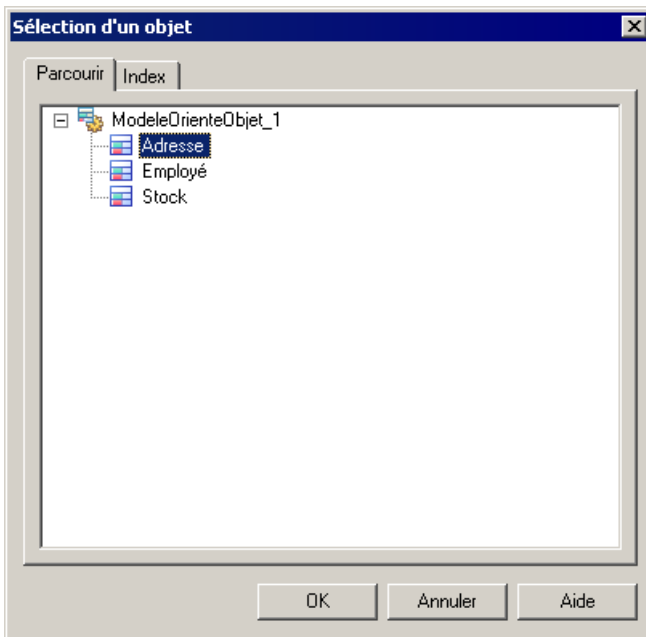 Sélection d'un objet
Parcourir Index
ModeleOrienteObjet_1
Adresse
Employé
Stock
OK Annuler Aide